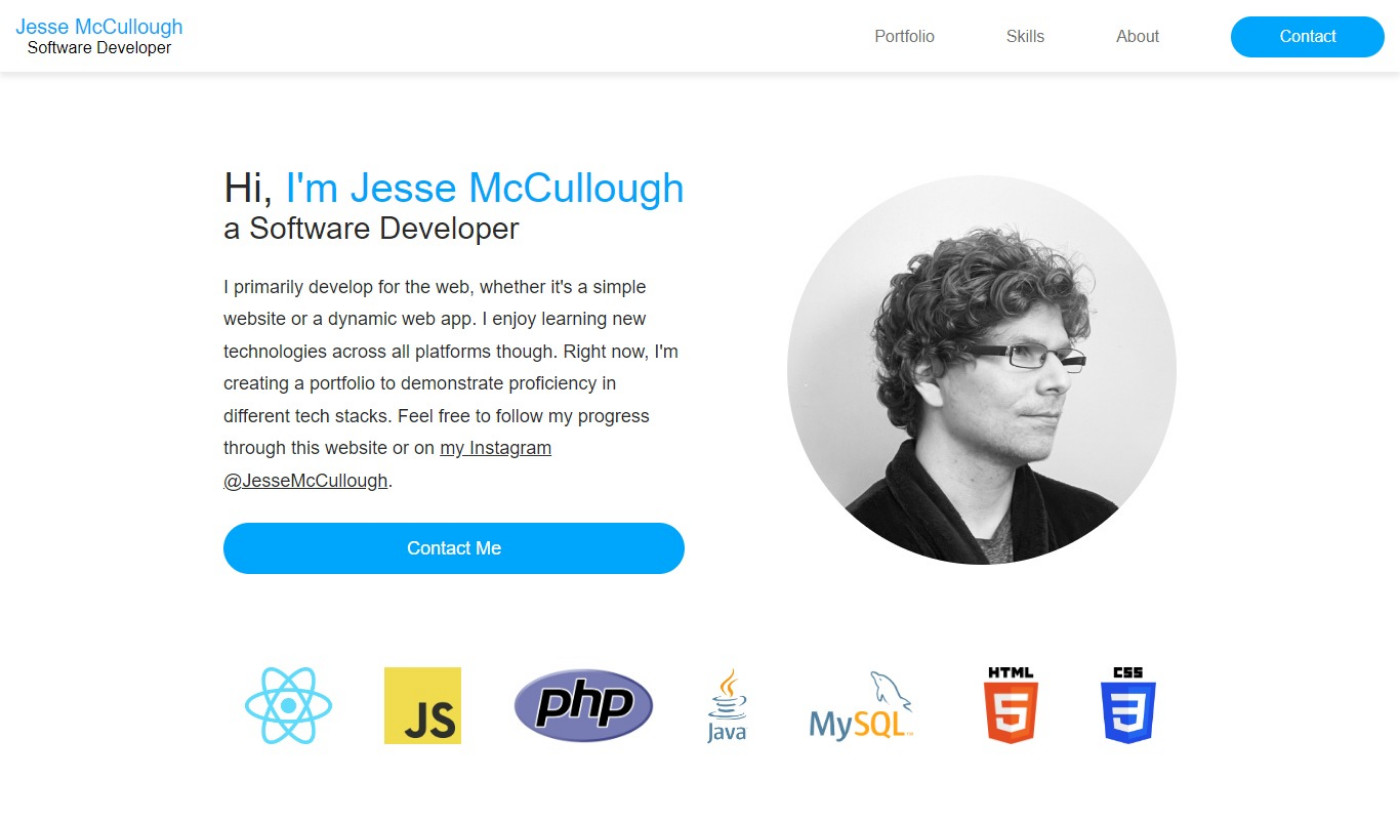 Jesse McCullough
Software Developer
Portfolio
Skills
About
Contact
Hi, I'm Jesse McCullough
a Software Developer
I primarily develop for the web, whether it's a simple
website or a dynamic web app. I enjoy learning new
technologies across all platforms though. Right now, I'm
creating a portfolio to demonstrate proficiency in
different tech stacks. Feel free to follow my progress
through this website or on my Instagram
@JesseMcCullough.
Contact Me
JS
php
Java
MySQL™
HTML
5
CSS
3